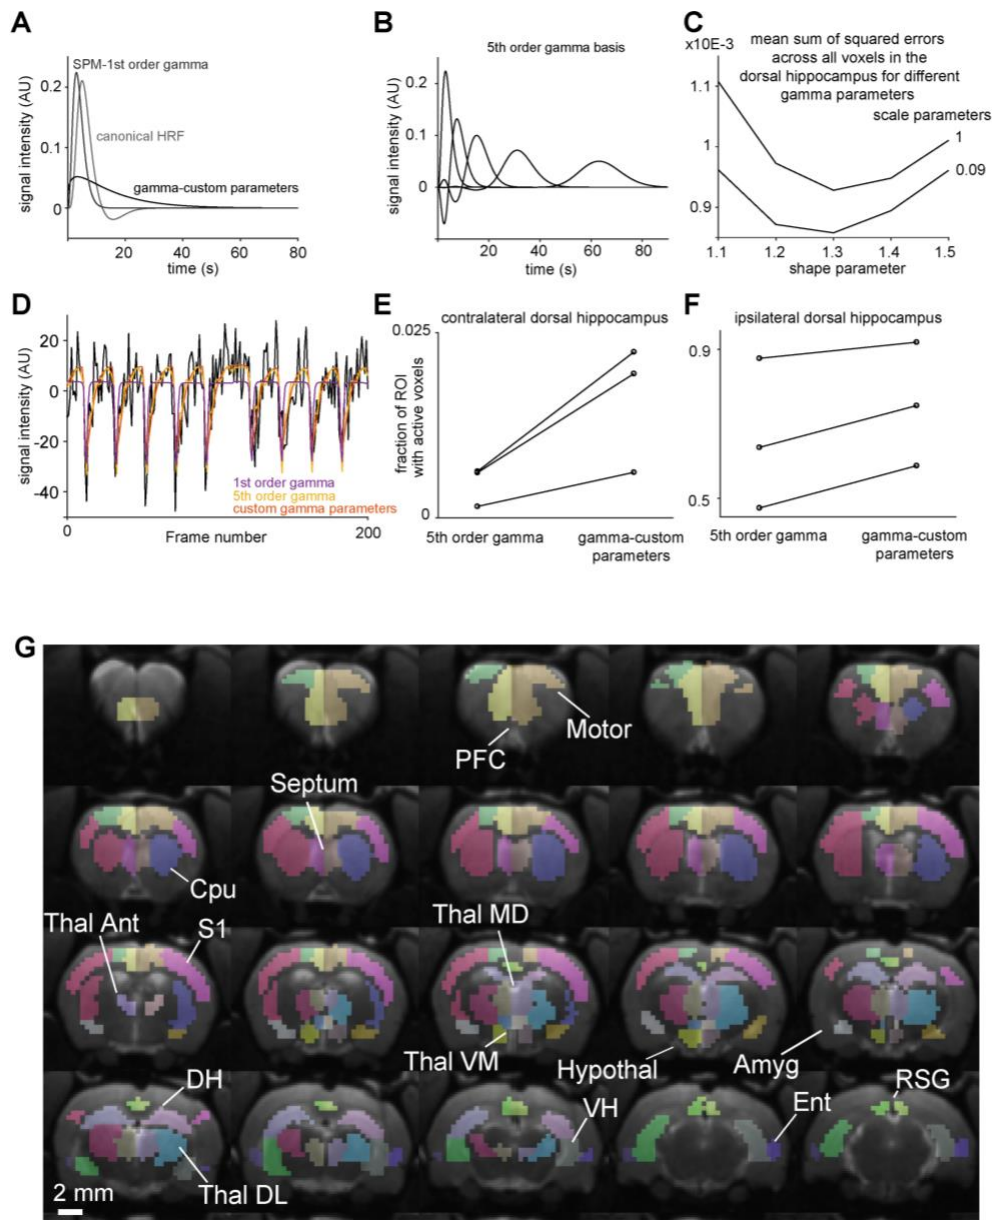 A
SPM-1st order gamma
canonical HRF
gamma-custom parameters
signal intensity (AU)
0.2
0.1
0
0
20
40
60
80
time (s)
B
5th order gamma basis
signal intensity (AU)
0.2
0.1
0
0
20
40
60
80
time (s)
C
x10E-3
mean sum of squared errors
across all voxels in the
dorsal hippocampus for different
gamma parameters
scale parameters
1
0.09
1.1
1
0.9
1.1
1.2
1.3
1.4
1.5
shape parameter
D
signal intensity (AU)
20
0
-20
-40
1st order gamma
5th order gamma
custom gamma parameters
0
Frame number
200
E
contralateral dorsal hippocampus
0.025
fraction of ROI
with active voxels
0
5th order gamma
gamma-custom
parameters
F
ipsilateral dorsal hippocampus
0.9
0.5
5th order gamma
gamma-custom
parameters
G
Motor
PFC
Septum
Cpu
Thal Ant
S1
Thal MD
Thal VM
Hypothal
Amyg
DH
VH
Ent
RSG
Thal DL
2 mm